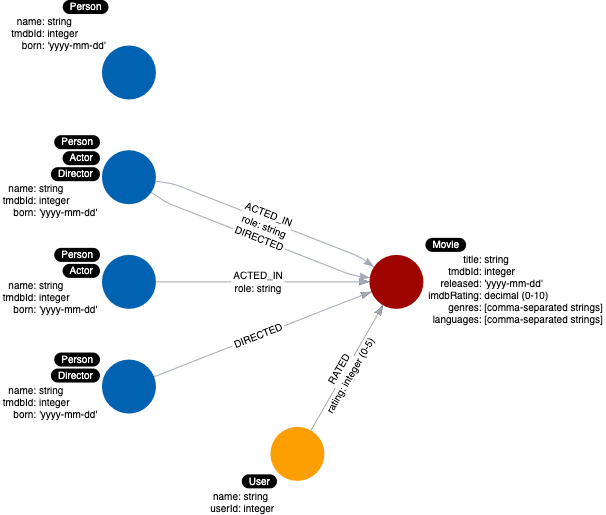 Person
name: string
tmdbId: integer
born: 'yyyy-mm-dd'
Person
Actor
Director
name: string
tmdbId: integer
born: 'yyyy-mm-dd'
ACTED_IN
role: string
DIRECTED
Person
Actor
name: string
tmdbId: integer
born: 'yyyy-mm-dd'
ACTED_IN
role: string
Movie
title: string
tmdbId: integer
released: 'yyyy-mm-dd'
imdbRating: decimal (0-10)
genres: [comma-separated strings]
languages: [comma-separated strings]
Person
Director
name: string
tmdbId: integer
born: 'yyyy-mm-dd'
DIRECTED
RATED
rating: integer (0-5)
User
name: string
userId: integer